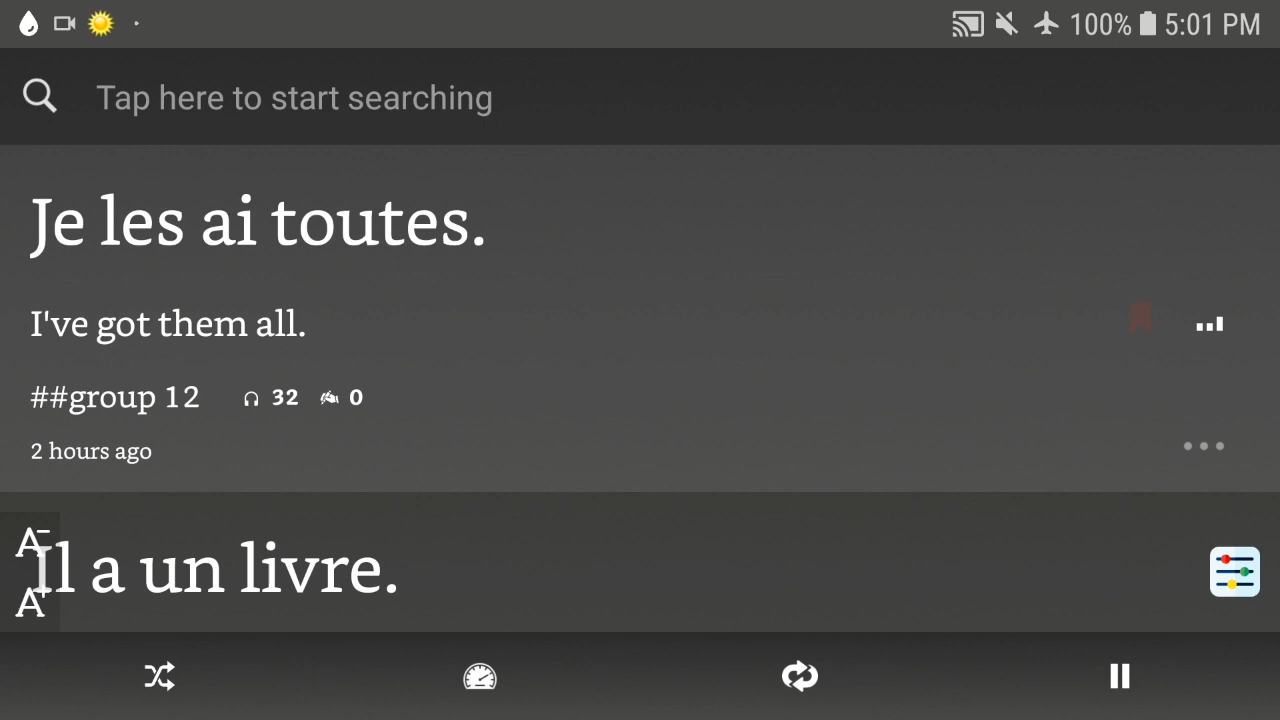 100% 5:01 PM
Tap here to start searching
Je les ai toutes.
I've got them all.
##group 12 32 0
2 hours ago
A-
Il a un livre.
A+